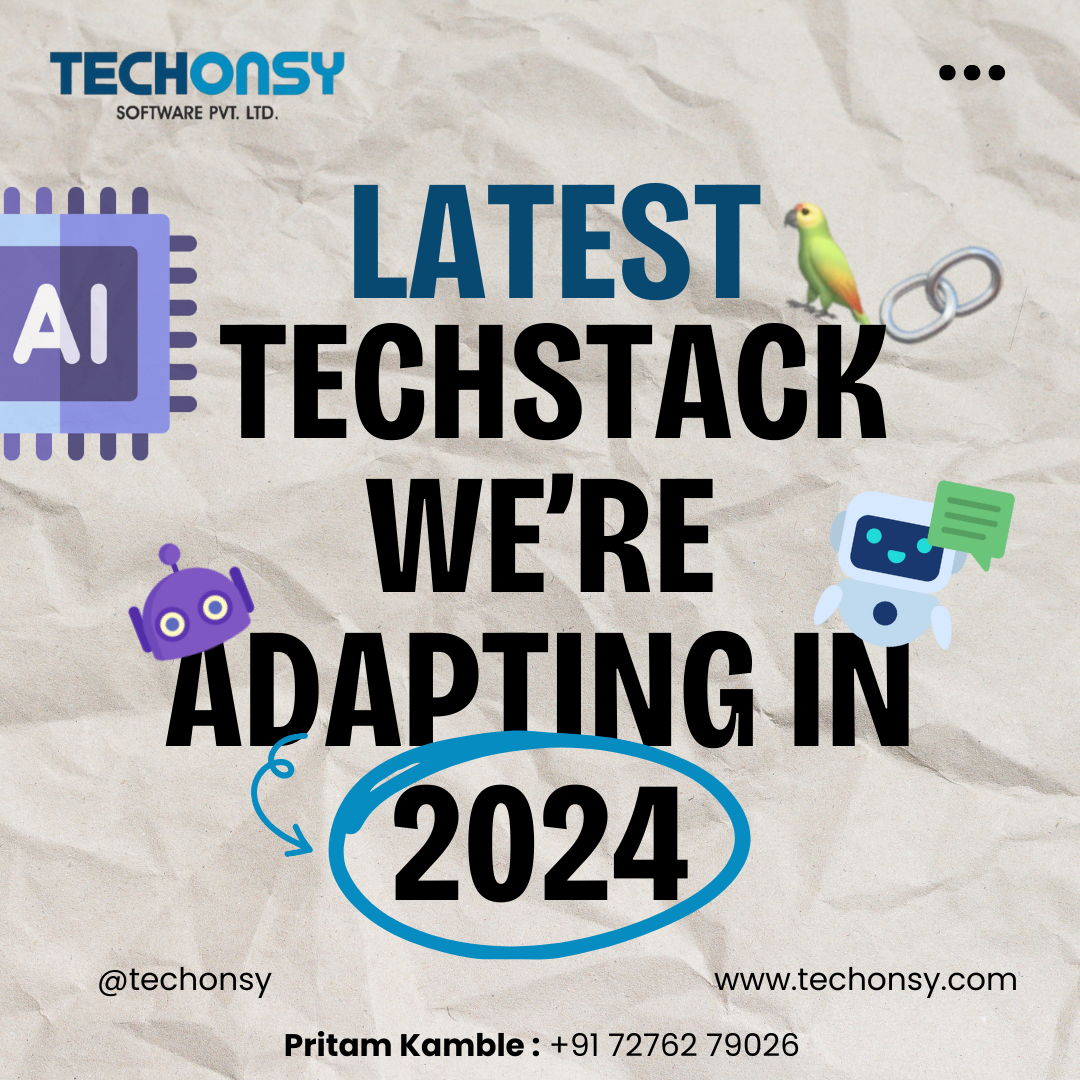 TECHONSY
SOFTWARE PVT. LTD.
AI
LATEST
TECHSTACK
WE'RE
ADAPTING IN
2024
@techonsy
www.techonsy.com
Pritam Kamble : +91 72762 79026